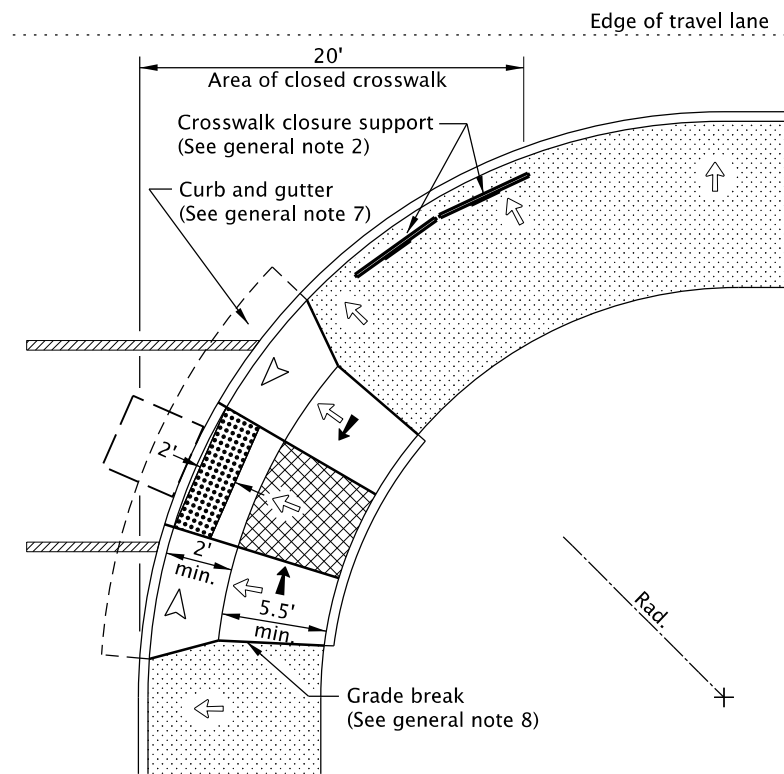 Edge of travel lane
20'
Area of closed crosswalk
Crosswalk closure support
(See general note 2)
Curb and gutter
(See general note 7)
2'
2'
min.
5.5'
min.
Rad.
Grade break
(See general note 8)